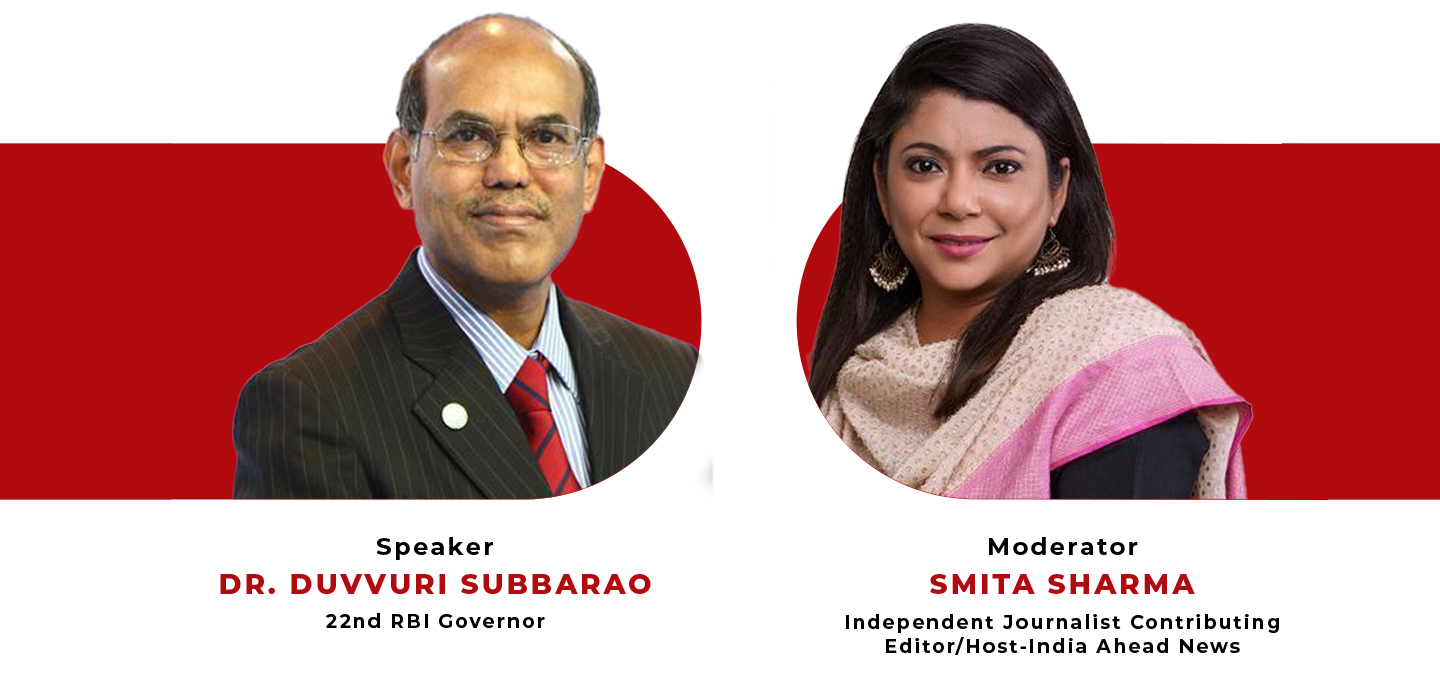 Speaker
DR. DUVVURI SUBBARAO
22nd RBI Governor
Moderator
SMITA SHARMA
Independent Journalist Contributing
Editor/Host-India Ahead News